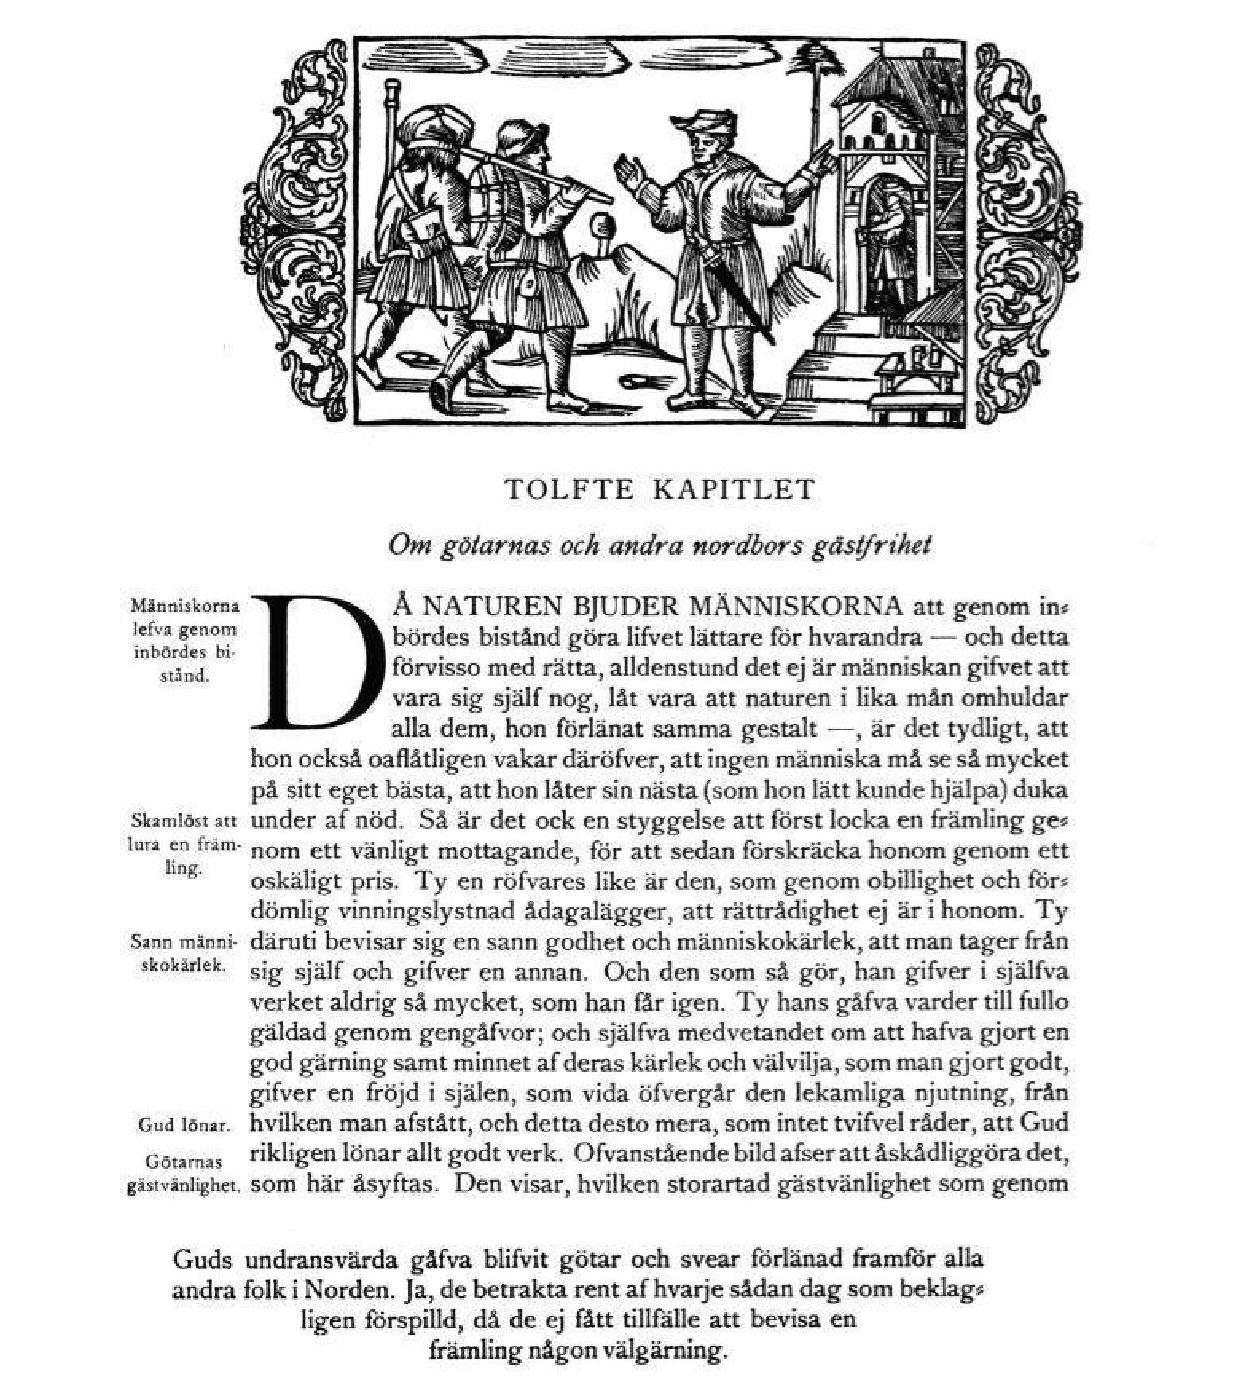 TOLFTE KAPITLET
Om götarnas och andra nordbors gästfrihet
Människorna
lefva genom
inbördes bi-
stånd.
DÅ NATUREN BJUDER MÄNNISKORNA att genom in-
bördes bistånd göra lifvet lättare för hvarandra — och detta
förvisso med rätta, alldenstund det ej är människan gifvet att
vara sig själf nog, låt vara att naturen i lika mån omhuldar
alla dem, hon förlänat samma gestalt —, är det tydligt, att
hon också oaflåtligen vakar däröfver, att ingen människa må se så mycket
på sitt eget bästa, att hon låter sin nästa (som hon lätt kunde hjälpa) duka
Skamlöst att
lura en främ-
ling.
under af nöd. Så är det ock en styggelse att först locka en främling ge-
nom ett vänligt mottagande, för att sedan förskräcka honom genom ett
oskäligt pris. Ty en röfvares like är den, som genom obillighet och för-
dömlig vinningslystnad ådagalägger, att rättrådighet ej är i honom. Ty
Sann männi-
skokärlek.
däruti bevisar sig en sann godhet och människokärlek, att man tager från
sig själf och gifver en annan. Och den som så gör, han gifver i själfva
verket aldrig så mycket, som han får igen. Ty hans gåfva varder till fullo
gäldad genom gengåfvor; och själfva medvetandet om att hafva gjort en
god gärning samt minnet af deras kärlek och välvilja, som man gjort godt,
gifver en fröjd i själen, som vida öfvergår den lekamliga njutning, från
Gud lönar.
hvilken man afstått, och detta desto mera, som intet tvifvel råder, att Gud
Götarnas
gästvänlighet.
rikligen lönar allt godt verk. Ofvanstående bild afser att åskådliggöra det,
som här åsyftas. Den visar, hvilken storartad gästvänlighet som genom
Guds undransvärda gåfva blifvit götar och svear förlänad framför alla
andra folk i Norden. Ja, de betrakta rent af hvarje sådan dag som beklag-
ligen förspilld, då de ej fått tillfälle att bevisa en
främling någon välgärning.